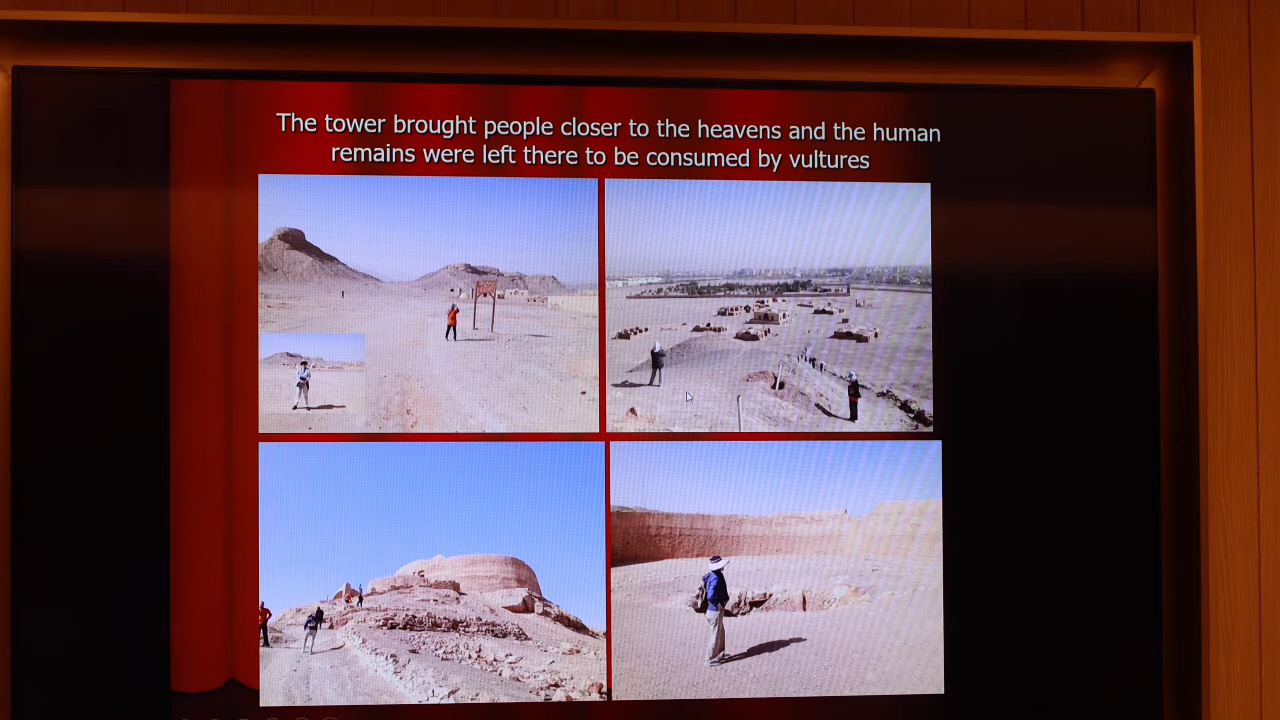 The tower brought people closer to the heavens and the human
remains were left there to be consumed by vultures